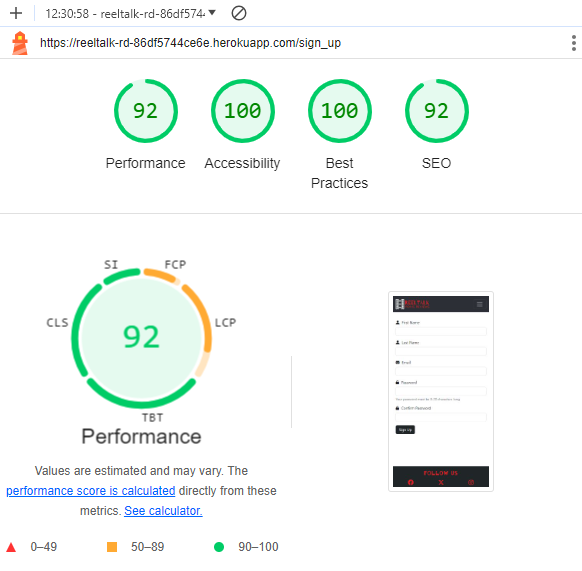 12:30:58 - reeltalk-rd-86df574
https://reeltalk-rd-86df5744ce6e.herokuapp.com/sign_up
92 100 100 92
Performance Accessibility Best Practices SEO
SI FCP
CLS LCP
92
TBT
Performance
Values are estimated and may vary. The
performance score is calculated directly from these
metrics. See calculator.
0–49 50–89 90–100
First Name
Last Name
Email
Password
Confirm Password
Sign Up
FOLLOW US